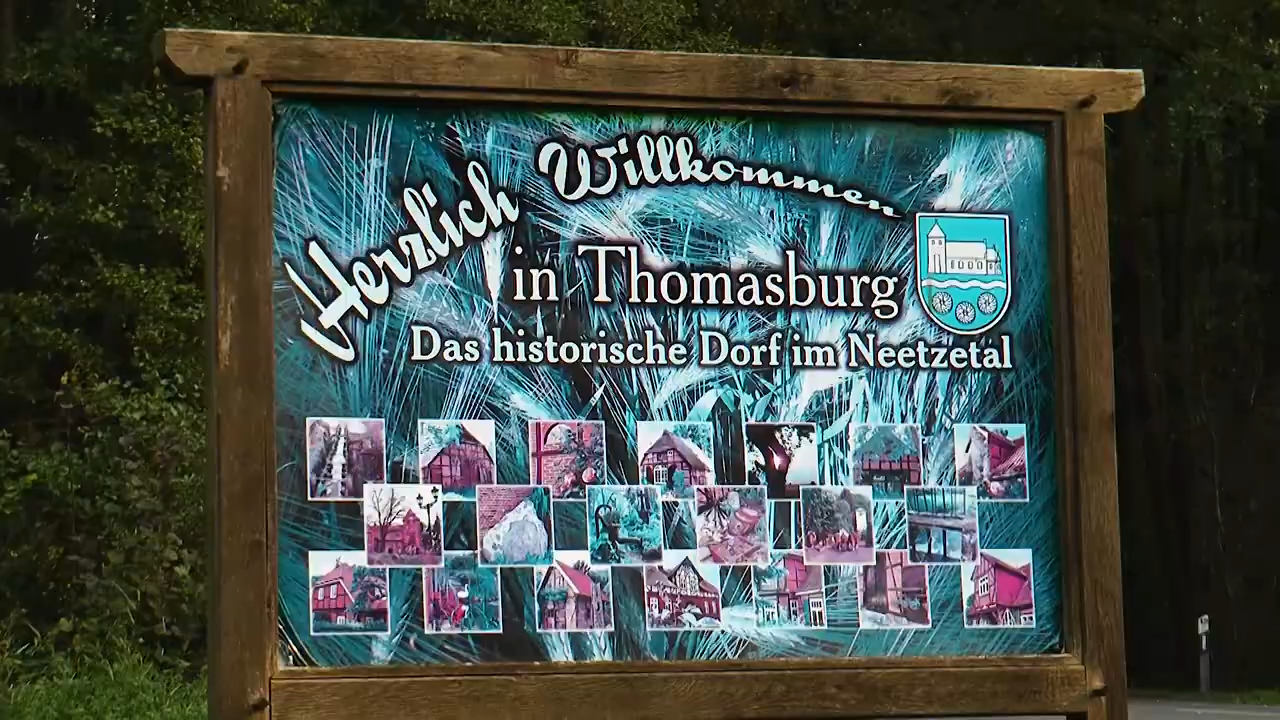 Herzlich Willkommen
in Thomasburg
Das historische Dorf im Neetzetal